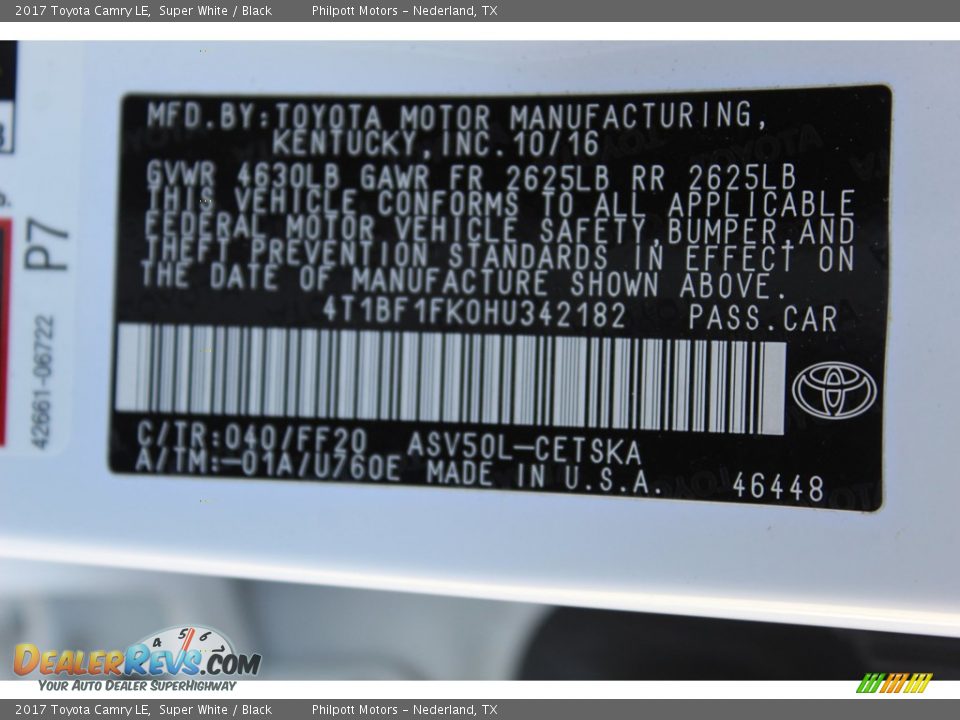 2017 Toyota Camry LE, Super White / Black Philpott Motors - Nederland, TX
MFD.BY:TOYOTA MOTOR MANUFACTURING,
KENTUCKY,INC.10/16
GVWR 4630LB GAWR FR 2625LB RR 2625LB
THIS VEHICLE CONFORMS TO ALL APPLICABLE
FEDERAL MOTOR VEHICLE SAFETY,BUMPER,AND
THEFT PREVENTION STANDARDS IN EFFECT ON
THE DATE OF MANUFACTURE SHOWN ABOVE.
4T1BF1FK0HU342182 PASS.CAR
C/TR:040/FF20 ASV50L-CETSKA
A/TM:-01A/U760E MADE IN U.S.A.
46448
P7
42661-06722
4 5 6 7
DEALERREVS.COM
YOUR AUTO DEALER SUPERHIGHWAY
2017 Toyota Camry LE, Super White / Black Philpott Motors - Nederland, TX